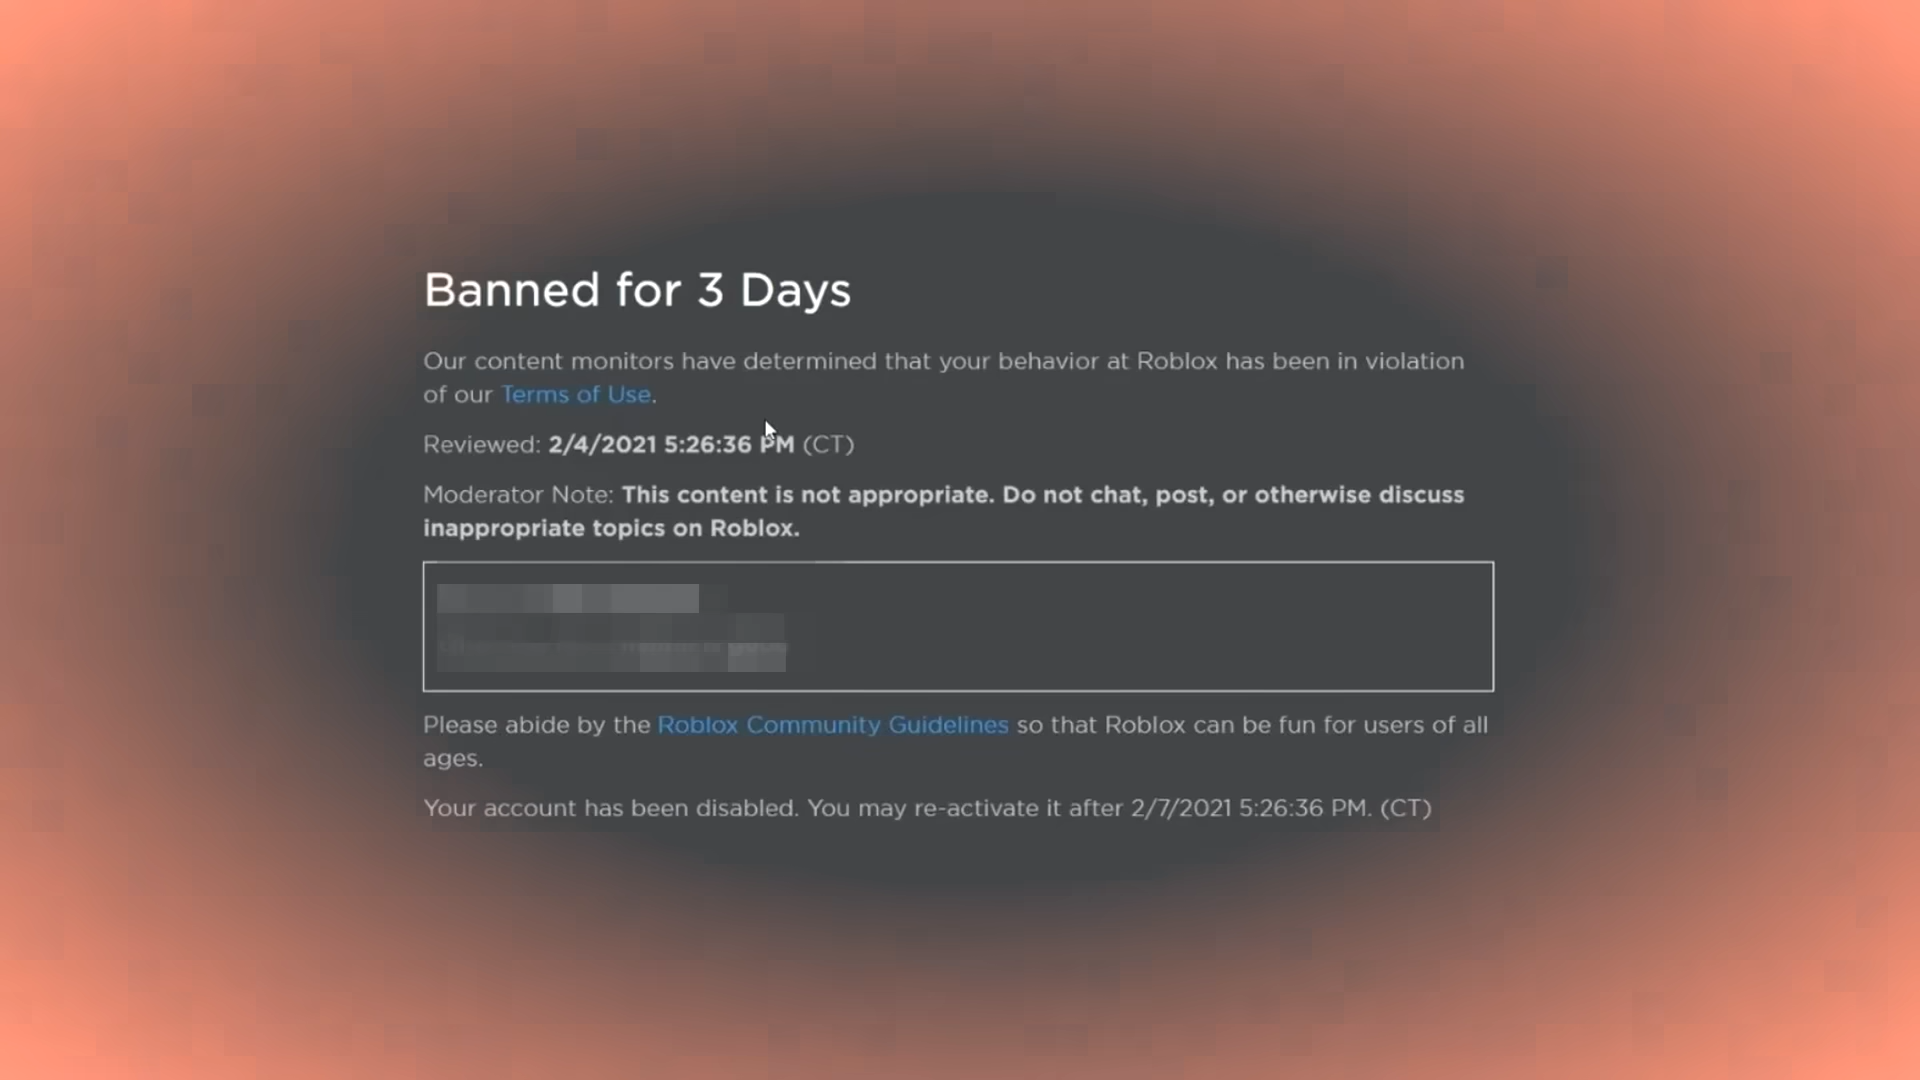 Banned for 3 Days
Our content monitors have determined that your behavior at Roblox has been in violation
of our Terms of Use.
Reviewed: 2/4/2021 5:26:36 PM (CT)
Moderator Note: This content is not appropriate. Do not chat, post, or otherwise discuss
inappropriate topics on Roblox.
Please abide by the Roblox Community Guidelines so that Roblox can be fun for users of all
ages.
Your account has been disabled. You may re-activate it after 2/7/2021 5:26:36 PM. (CT)